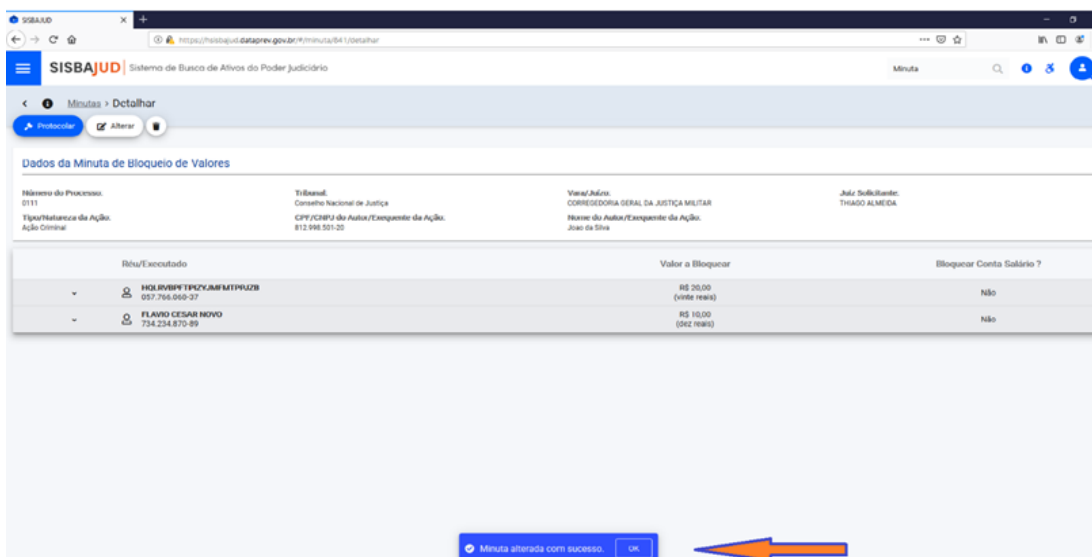 SISBAJUD
https://hsisbajud.dataprev.gov.br/#/minuta/841/detalhar
SISBAJUD Sistema de Busca de Ativos do Poder Judiciário
Minuta
Minutas > Detalhar
Protocolar Alterar
Dados da Minuta de Bloqueio de Valores
Número do Processo: Tribunal: Vara/Juízo: Juiz Solicitante:
0111 Conselho Nacional de Justiça CORREGEDORIA GERAL DA JUSTIÇA MILITAR THIAGO ALMEIDA
Tipo/Natureza da Ação: CPF/CNPJ do Autor/Exequente da Ação: Nome do Autor/Exequente da Ação:
Ação Criminal 812.998.501-20 Joao da Silva
Réu/Executado Valor a Bloquear Bloquear Conta Salário ?
R$ 20,00
057.766.060-37 (vinte reais) Não
FLAVIO CESAR NOVO R$ 10,00
734.234.870-89 (dez reais) Não
Minuta alterada com sucesso. OK